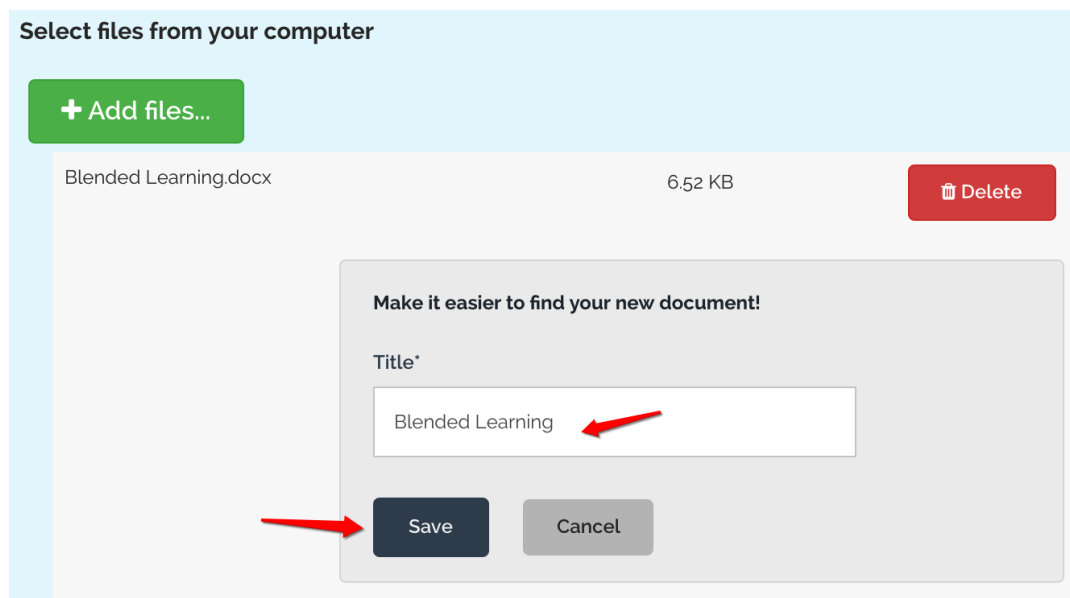 Select files from your computer
Add files...
Blended Learning.docx 6.52 KB Delete
Make it easier to find your new document!
Title*
Blended Learning
Save Cancel